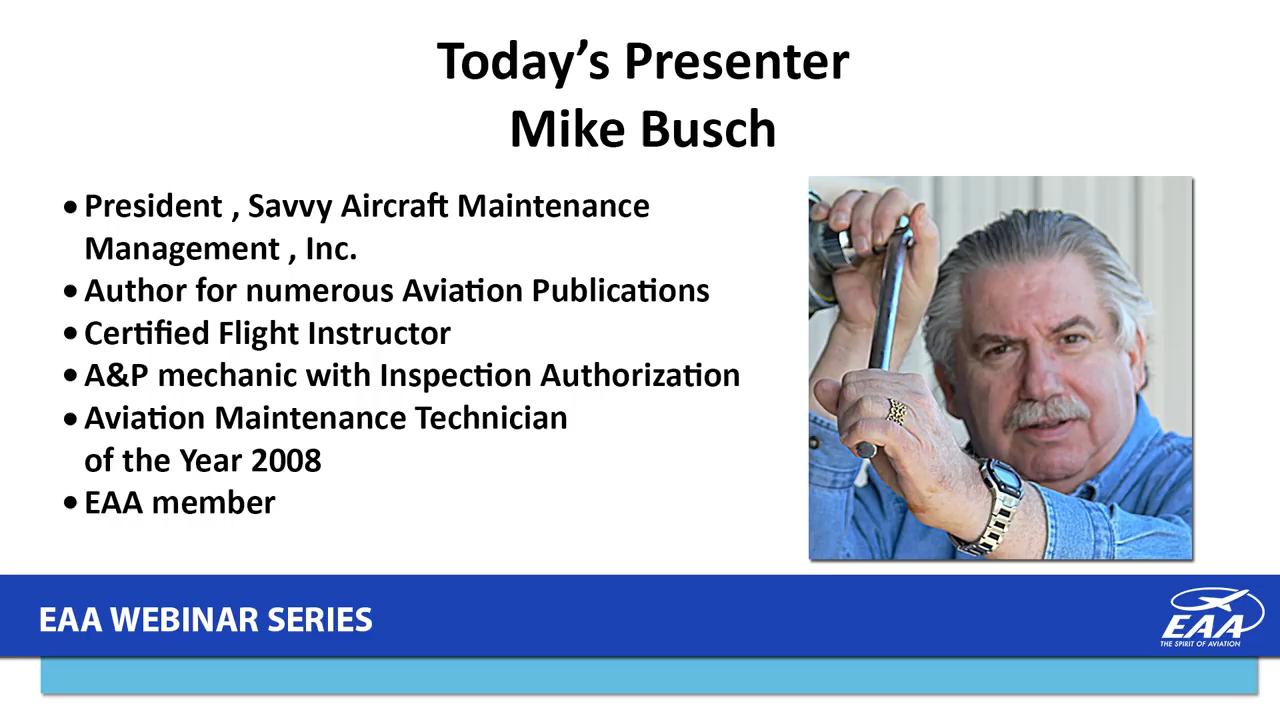 Today’s Presenter
Mike Busch
• President , Savvy Aircraft Maintenance
Management , Inc.
• Author for numerous Aviation Publications
• Certified Flight Instructor
• A&P mechanic with Inspection Authorization
• Aviation Maintenance Technician
of the Year 2008
• EAA member
EAA WEBINAR SERIES
EAA
THE SPIRIT OF AVIATION